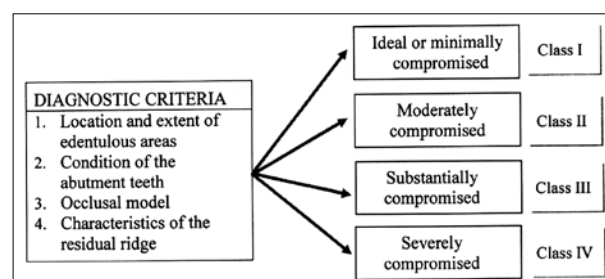 DIAGNOSTIC CRITERIA
1. Location and extent of
edentulous areas
2. Condition of the
abutment teeth
3. Occlusal model
4. Characteristics of the
residual ridge
Ideal or minimally
compromised
Class I
Moderately
compromised
Class II
Substantially
compromised
Class III
Severely
compromised
Class IV